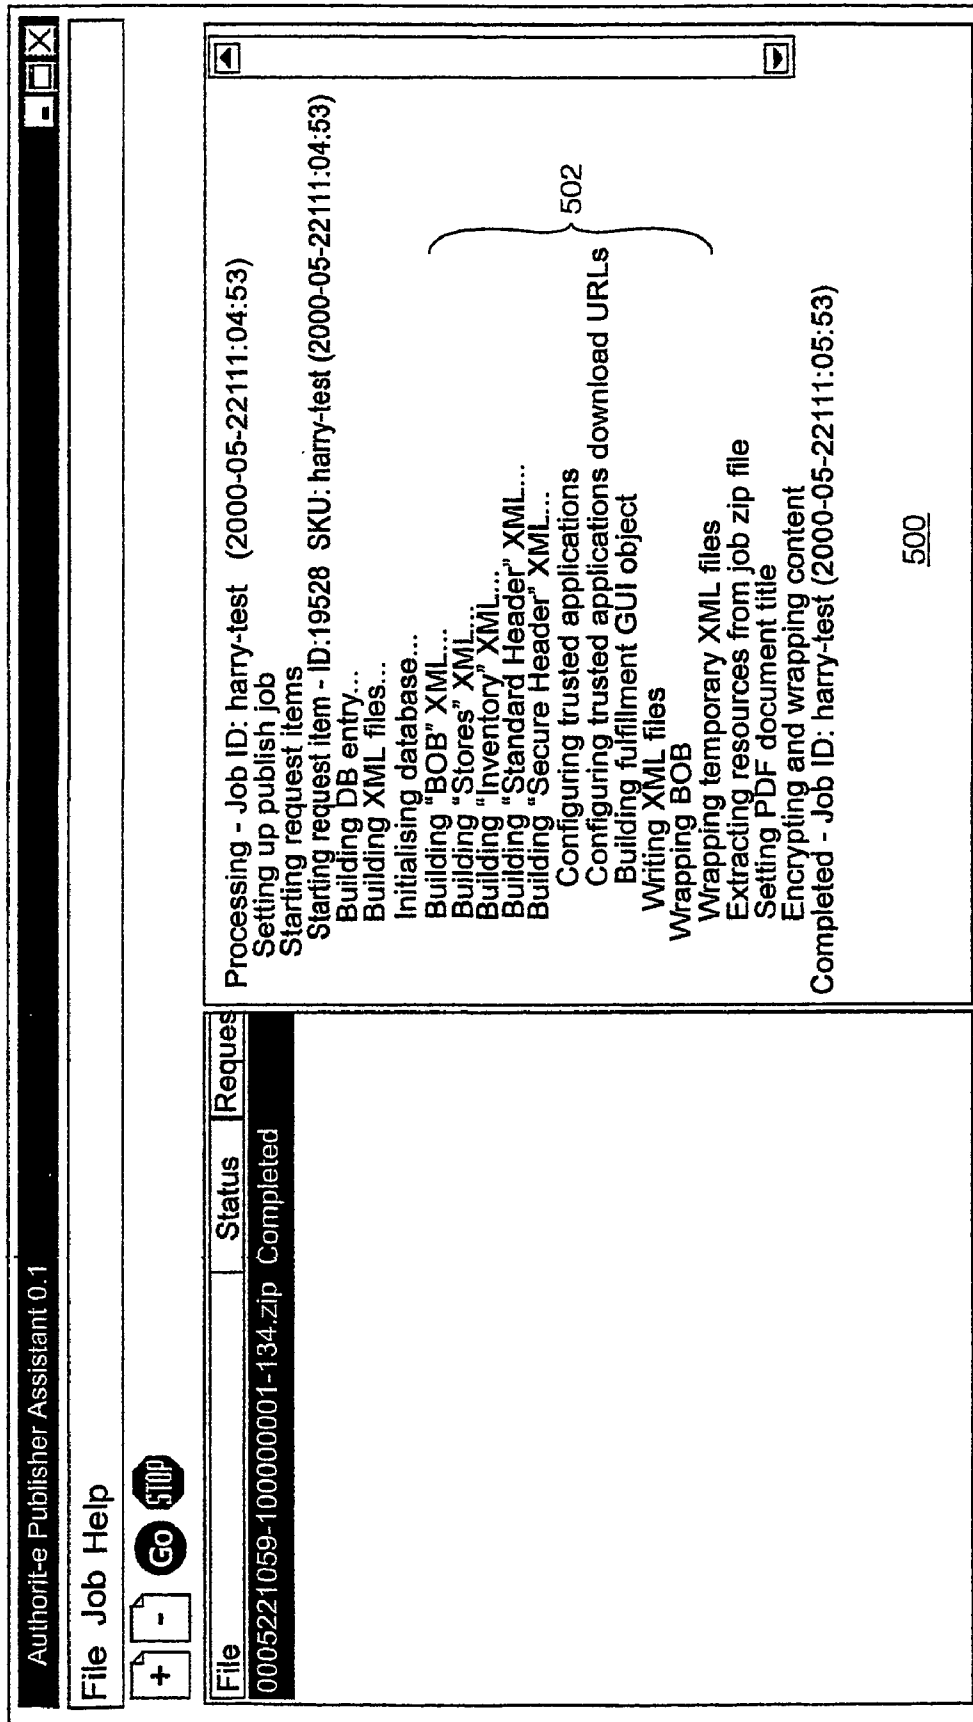 Authorit-e Publisher Assistant 0.1
File Job Help
+ - Go STOP
File Status Reques
0005221059-100000001-134.zip Completed
Processing - Job ID: harry-test (2000-05-22111:04:53)
Setting up publish job
Starting request items
Starting request item - ID:19528 SKU: harry-test (2000-05-22111:04:53)
Building DB entry...
Building XML files...
Initialising database...
Building “BOB” XML...
Building “Stores” XML...
Building “Inventory” XML...
Building “Standard Header” XML...
Building “Secure Header” XML...
Configuring trusted applications
Configuring trusted applications download URLs
Building fulfillment GUI object
Writing XML files
Wrapping BOB
Wrapping temporary XML files
Extracting resources from job zip file
Setting PDF document title
Encrypting and wrapping content
Completed - Job ID: harry-test (2000-05-22111:05:53)
502
500